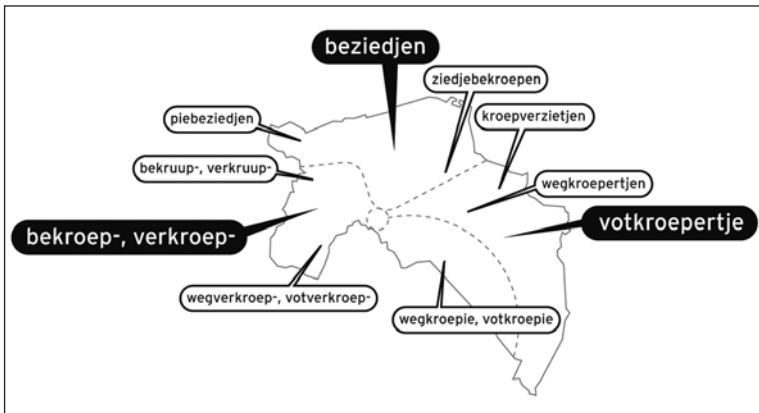 beziedjen
ziedjebekroepen
piebeziedjen
kroepverzietjen
bekruup-, verkruup-
wegkroepertjen
votkroepertje
bekroep-, verkroep-
wegverkroep-, votverkroep-
wegkroepie, votkroepie